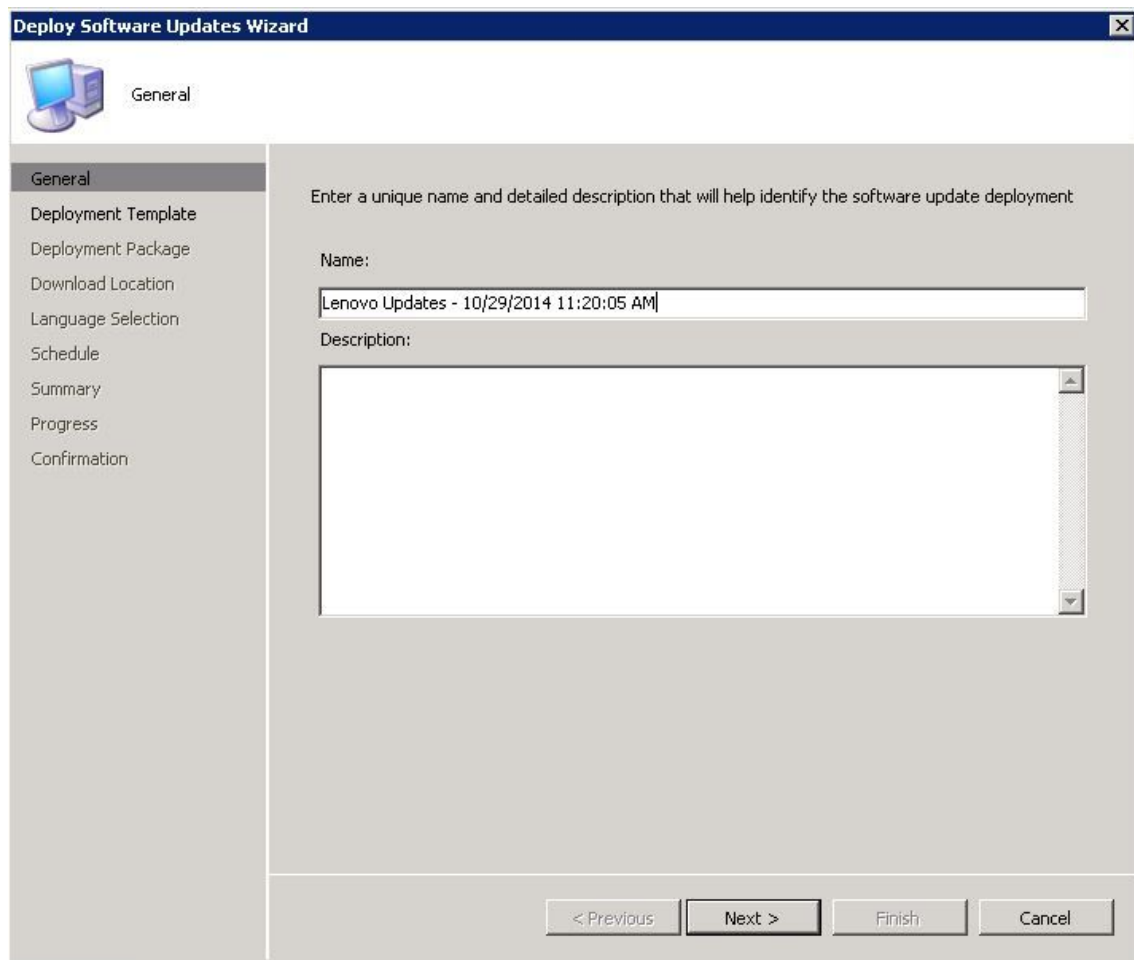 Deploy Software Updates Wizard
General
General
Deployment Template
Deployment Package
Download Location
Language Selection
Schedule
Summary
Progress
Confirmation
Enter a unique name and detailed description that will help identify the software update deployment
Name:
Lenovo Updates - 10/29/2014 11:20:05 AM
Description:
< Previous
Next >
Finish
Cancel